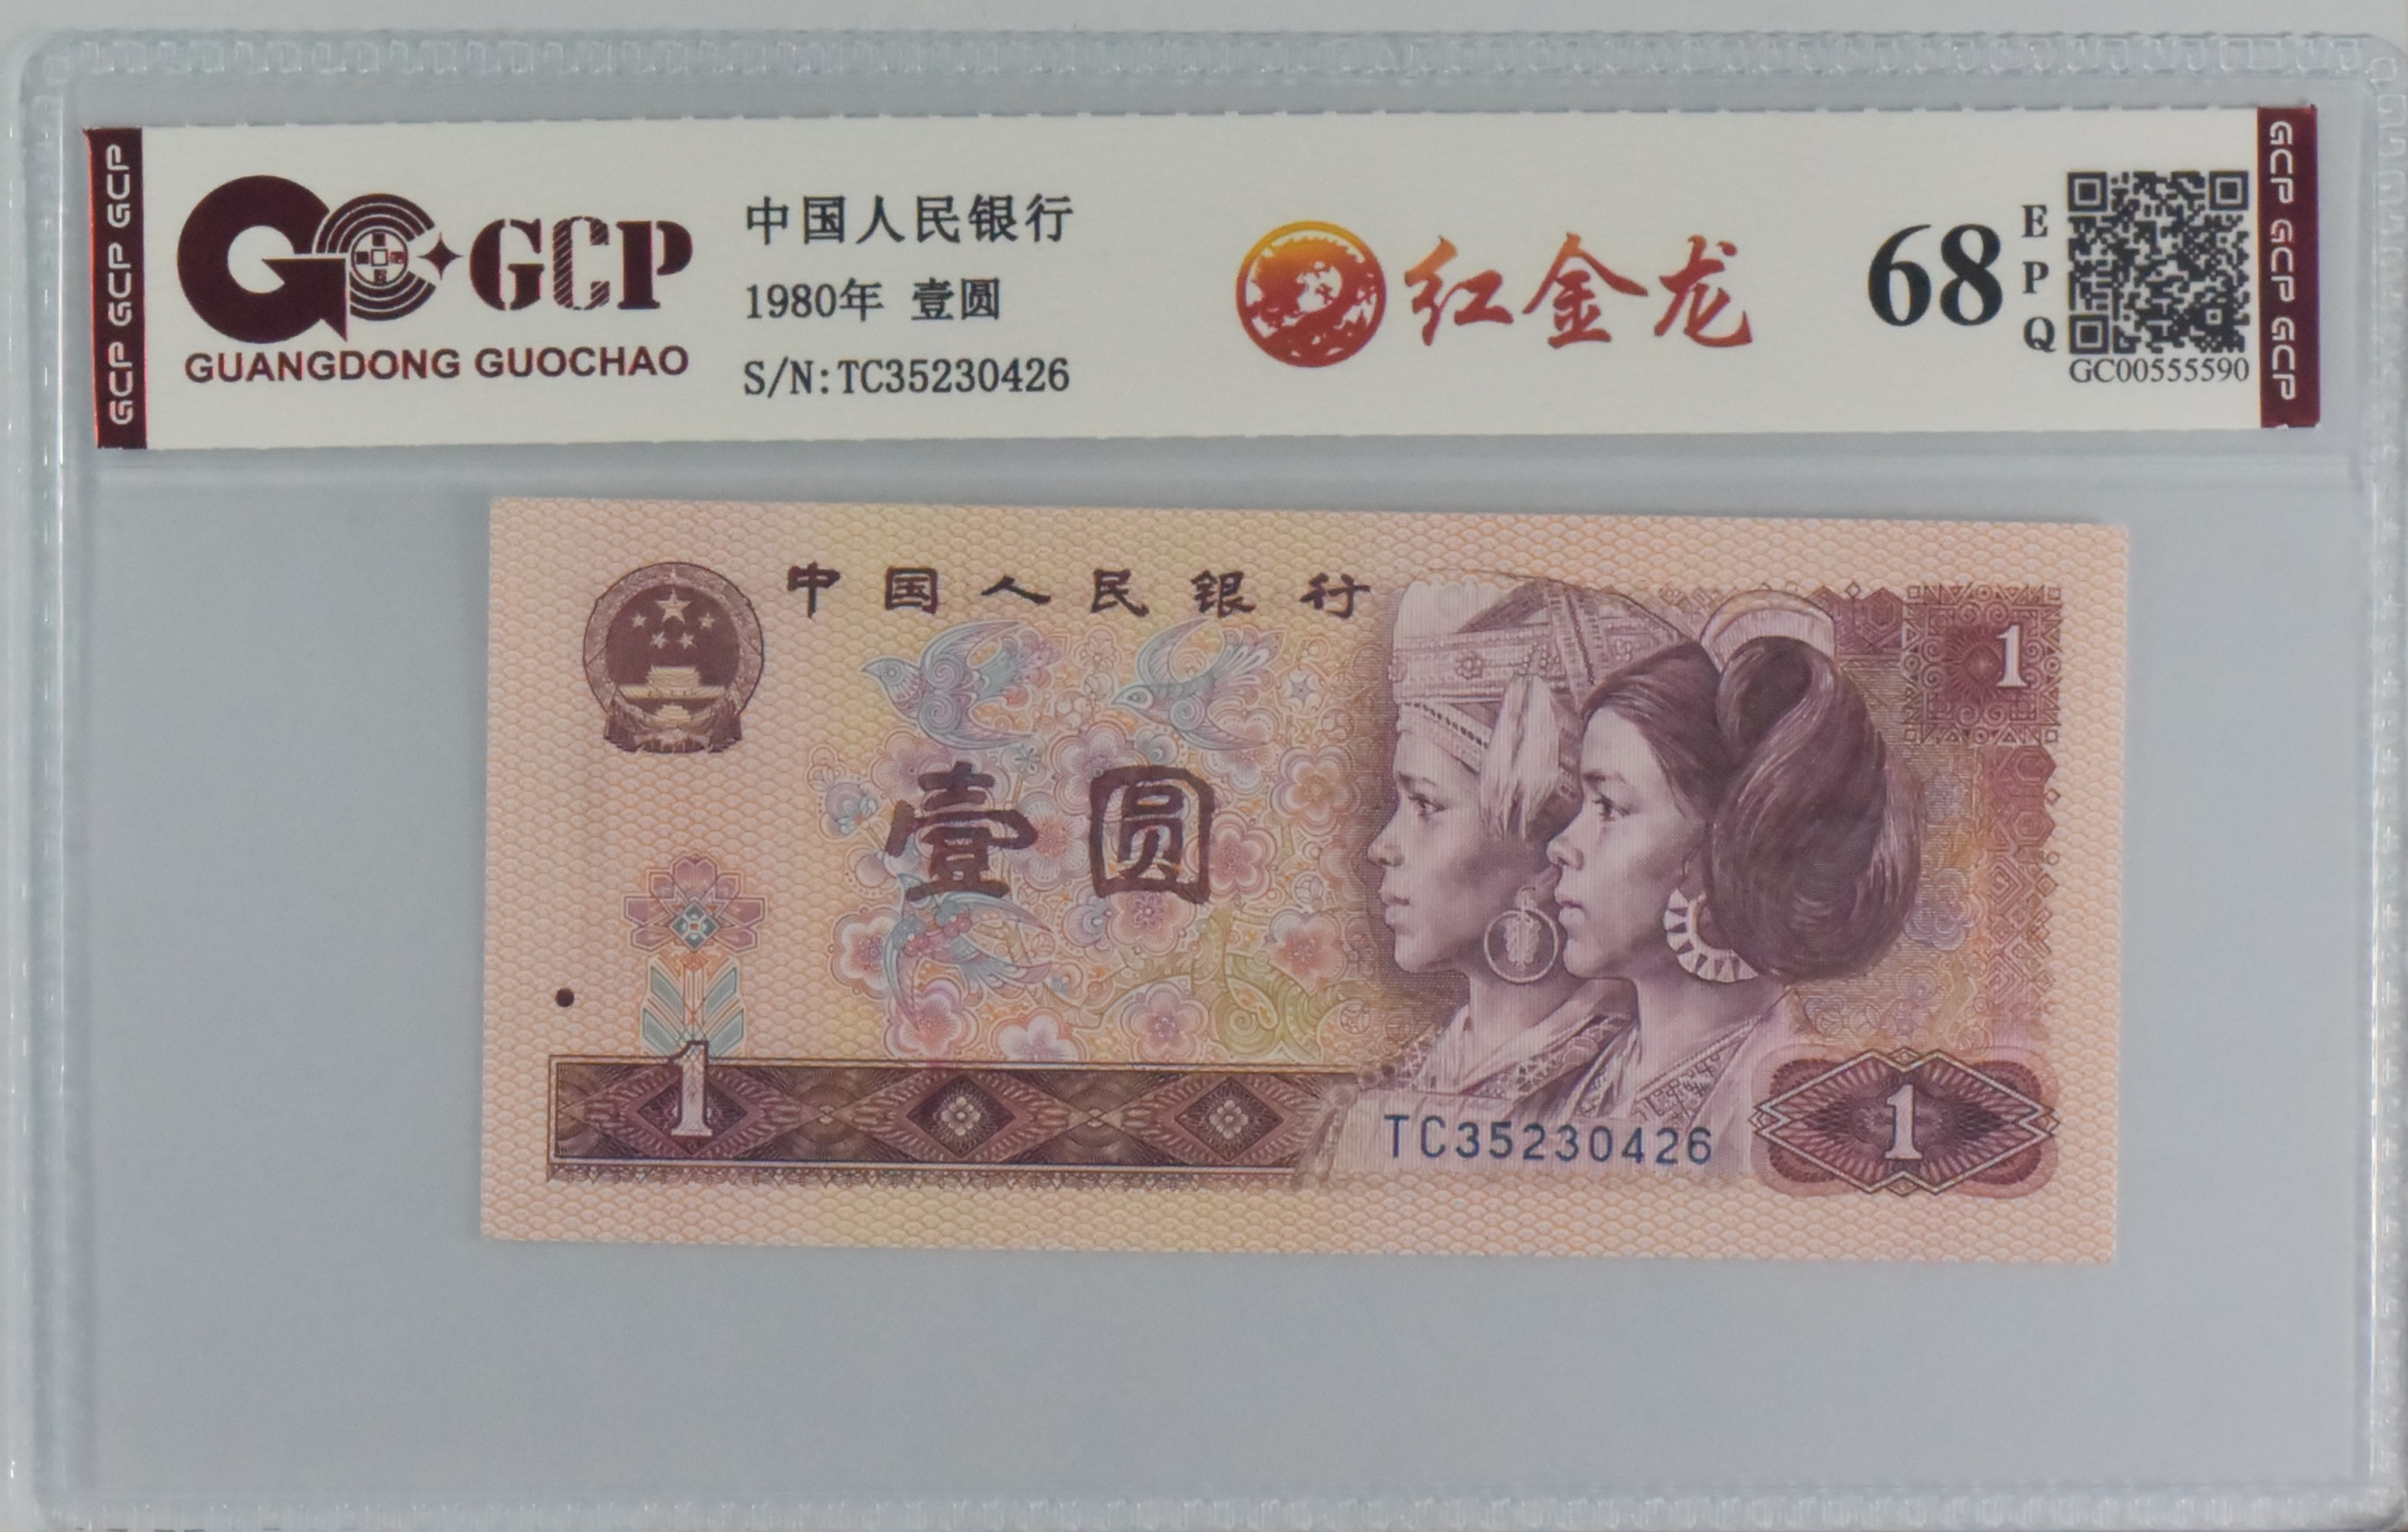 GCP GCP GCP
GCP
GUANGDONG GUOCHAO
中国人民银行
1980年 壹圆
S/N:TC35230426
红金龙
68
EPQ
GC00555590
GCP GCP GCP
中国人民银行
壹圆
1
1
TC35230426
1